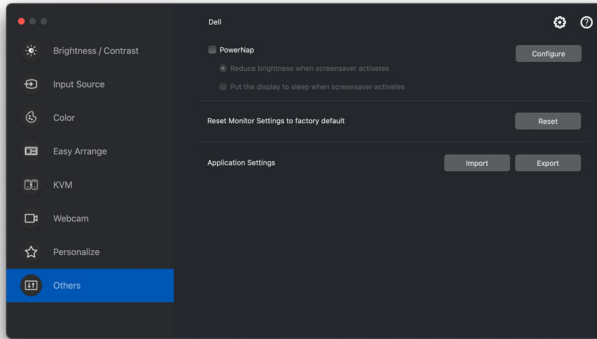 Dell
Brightness / Contrast
Input Source
Color
Easy Arrange
KVM
Webcam
Personalize
Others
PowerNap
Configure
Reduce brightness when screensaver activates
Put the display to sleep when screensaver activates
Reset Monitor Settings to factory default
Reset
Application Settings
Import
Export